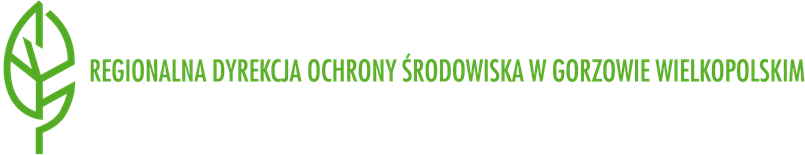 REGIONALNA DYREKCJA OCHRONY ŚRODOWISKA W GORZOWIE WIELKOPOLSKIM